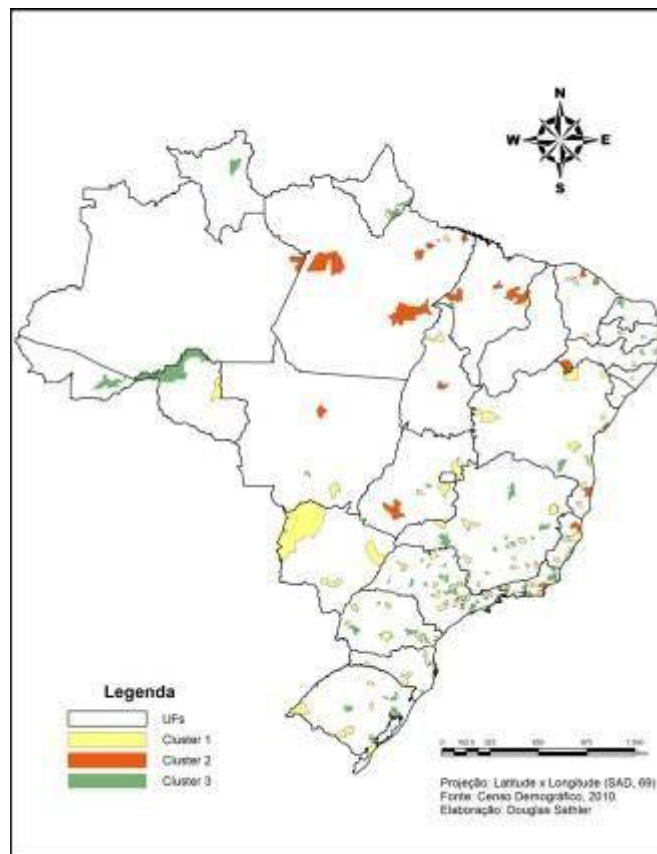 N
W E
S
Legenda
UFs
Cluster 1
Cluster 2
Cluster 3
0
Projeção: Latitude x Longitude (SAD, 69)
Fonte: Censo Demográfico, 2010.
Elaboração: Douglas Sathler